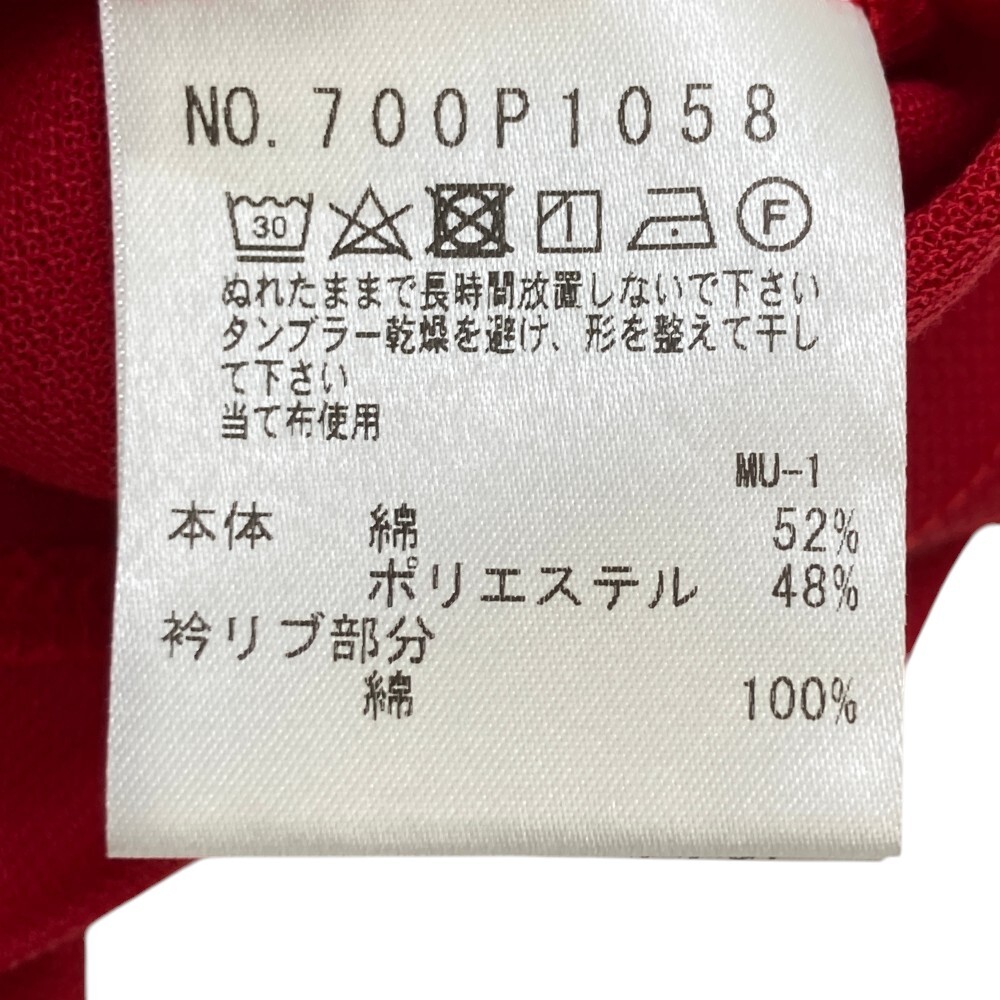 NO. 700P1058
30
F
ぬれたままで長時間放置しないで下さい
タンブラー乾燥を避け、形を整えて干し
て下さい
当て布使用
MU-1
本体 綿 52%
ポリエステル 48%
衿リブ部分
綿 100%